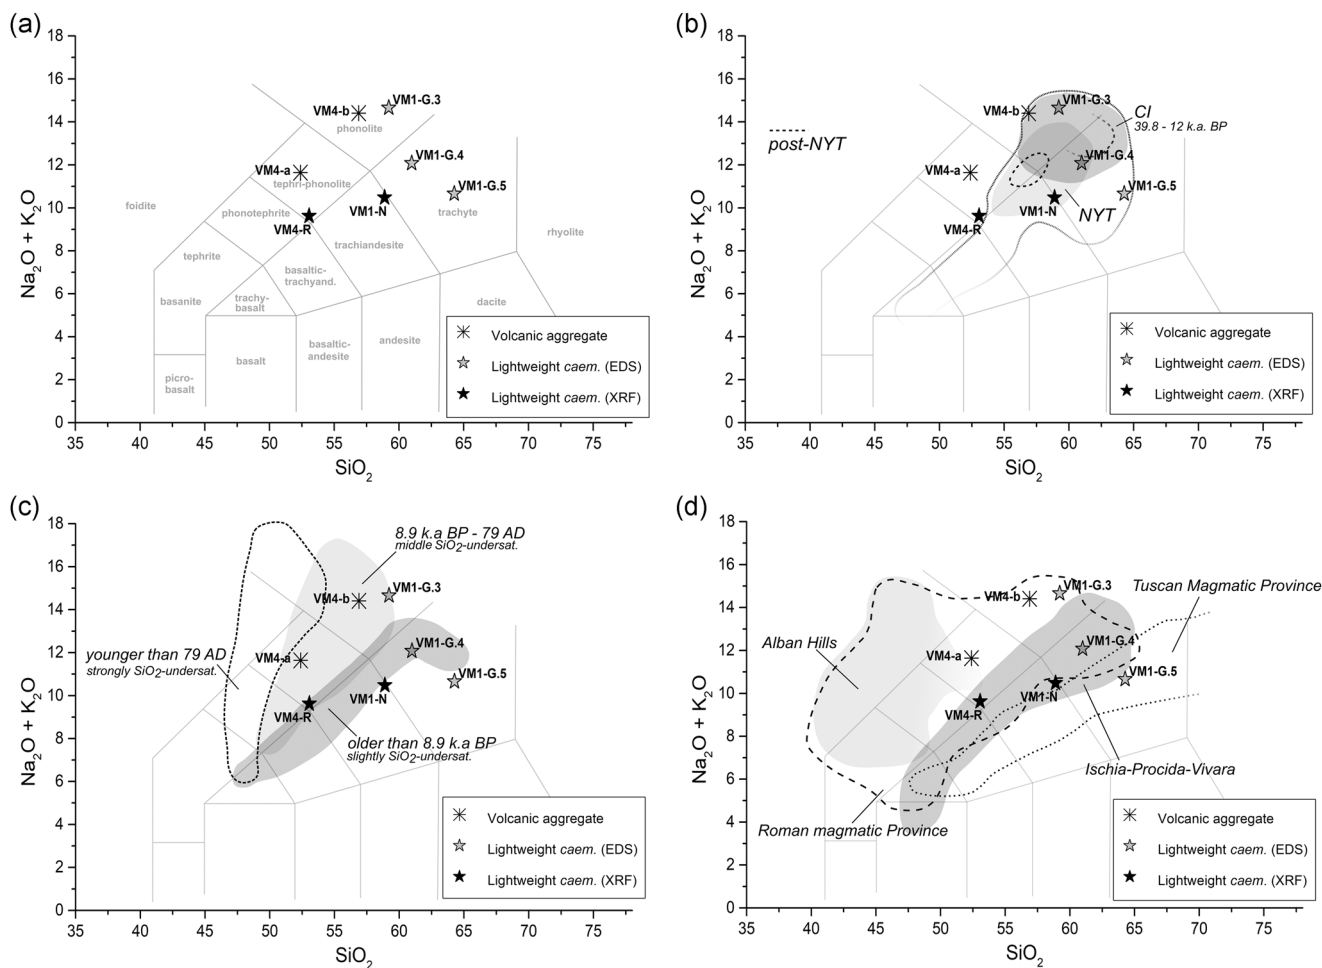 (a)
18
16
14
12
10
8
6
4
2
0
Na2O + K2O
VM4-b
VM1-G.3
phonolite
VM4-a
VM1-G.4
tephri-phonolite
VM1-G.5
foidite
phonotephrite
VM1-N
trachyte
VM4-R
rhyolite
trachiandesite
tephrite
basaltic-
trachyand.
basanite
trachy-
basalt
dacite
basalt
basaltic-
andesite
andesite
picro-
basalt
Volcanic aggregate
Lightweight caem. (EDS)
Lightweight caem. (XRF)
35 40 45 50 55 60 65 70 75
SiO2
(b)
18
16
14
12
10
8
6
4
2
0
Na2O + K2O
post-NYT
VM4-b
VM1-G.3
CI
39.8 - 12 k.a. BP
VM1-G.4
VM4-a
VM1-G.5
VM1-N
NYT
VM4-R
Volcanic aggregate
Lightweight caem. (EDS)
Lightweight caem. (XRF)
35 40 45 50 55 60 65 70 75
SiO2
(c)
18
16
14
12
10
8
6
4
2
0
Na2O + K2O
8.9 k.a BP - 79 AD
middle SiO2-undersat.
VM4-b
VM1-G.3
younger than 79 AD
strongly SiO2-undersat.
VM4-a
VM1-G.4
VM1-G.5
VM1-N
VM4-R
older than 8.9 k.a BP
slightly SiO2-undersat.
Volcanic aggregate
Lightweight caem. (EDS)
Lightweight caem. (XRF)
35 40 45 50 55 60 65 70 75
SiO2
(d)
18
16
14
12
10
8
6
4
2
0
Na2O + K2O
VM4-b
VM1-G.3
Tuscan Magmatic Province
Alban Hills
VM4-a
VM1-G.4
VM1-G.5
VM1-N
VM4-R
Ischia-Procida-Vivara
Roman magmatic Province
Volcanic aggregate
Lightweight caem. (EDS)
Lightweight caem. (XRF)
35 40 45 50 55 60 65 70 75
SiO2